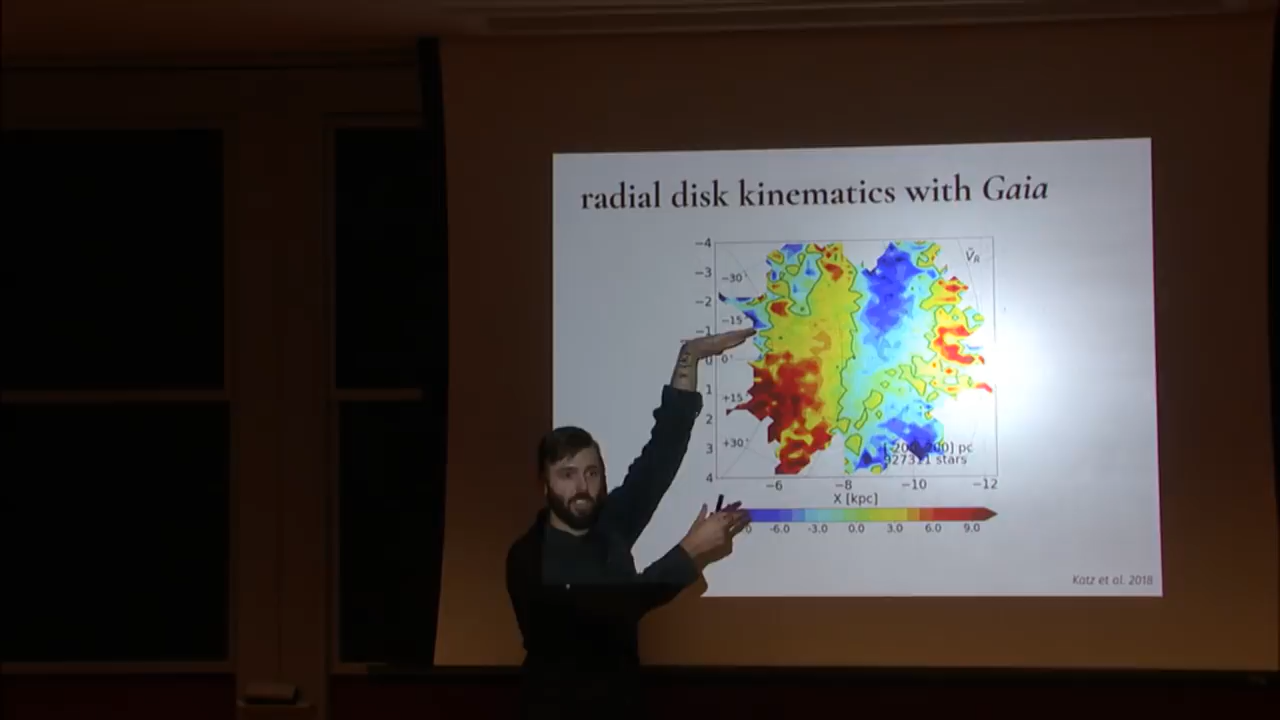 radial disk kinematics with Gaia
−4
−3
−2
−1
0
1
2
3
4
−30°
−15°
0°
+15°
+30°
ṼR
[-200, 200] pc
927311 stars
−6 −8 −10 −12
X [kpc]
-6.0 -3.0 0.0 3.0 6.0 9.0
Katz et al. 2018